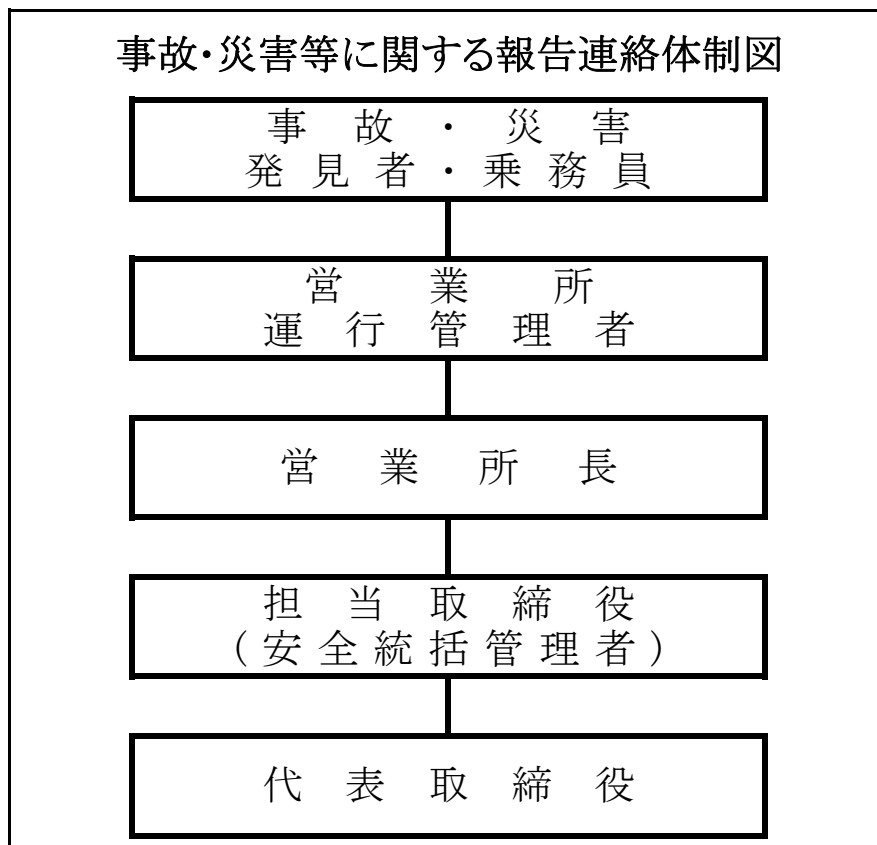 事故・災害等に関する報告連絡体制図
事故・災害
発見者・乗務員
営業所
運行管理者
営業所長
担当取締役
(安全統括管理者)
代表取締役